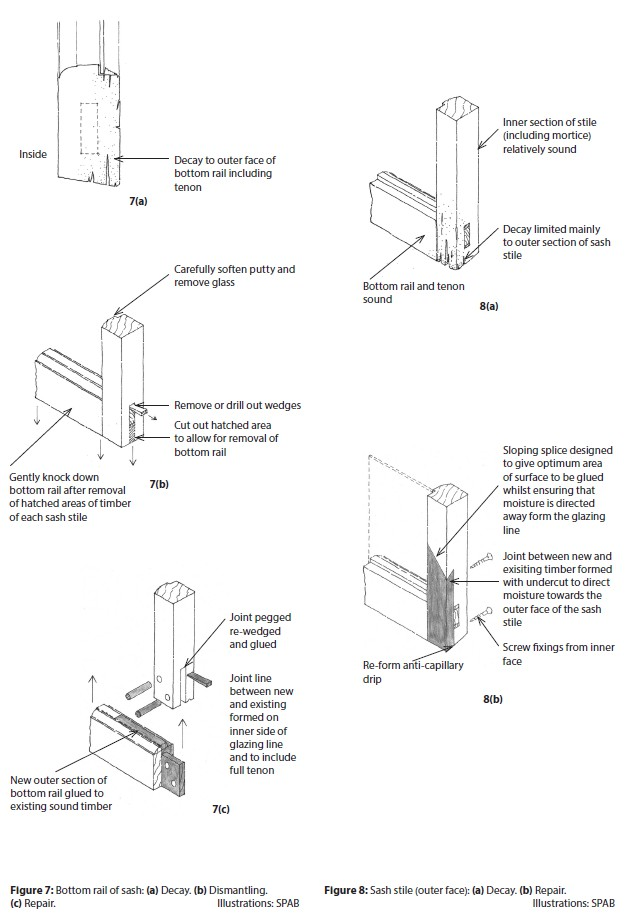 Inside
Decay to outer face of
bottom rail including
tenon
7(a)
Carefully soften putty and
remove glass
Remove or drill out wedges
Cut out hatched area
to allow for removal of
bottom rail
Gently knock down
bottom rail after removal
of hatched areas of timber
of each sash stile
7(b)
Joint pegged
re-wedged
and glued
Joint line
between new
and existing
formed on
inner side of
glazing line
and to include
full tenon
New outer section of
bottom rail glued to
existing sound timber
7(c)
Figure 7: Bottom rail of sash: (a) Decay. (b) Dismantling.
(c) Repair. Illustrations: SPAB
Inner section of stile
(including mortice)
relatively sound
Decay limited mainly
to outer section of sash
stile
Bottom rail and tenon
sound
8(a)
Sloping splice designed
to give optimum area
of surface to be glued
whilst ensuring that
moisture is directed
away form the glazing
line
Joint between new and
exisiting timber formed
with undercut to direct
moisture towards the
outer face of the sash
stile
Screw fixings from inner
face
Re-form anti-capillary
drip
8(b)
Figure 8: Sash stile (outer face): (a) Decay. (b) Repair.
Illustrations: SPAB